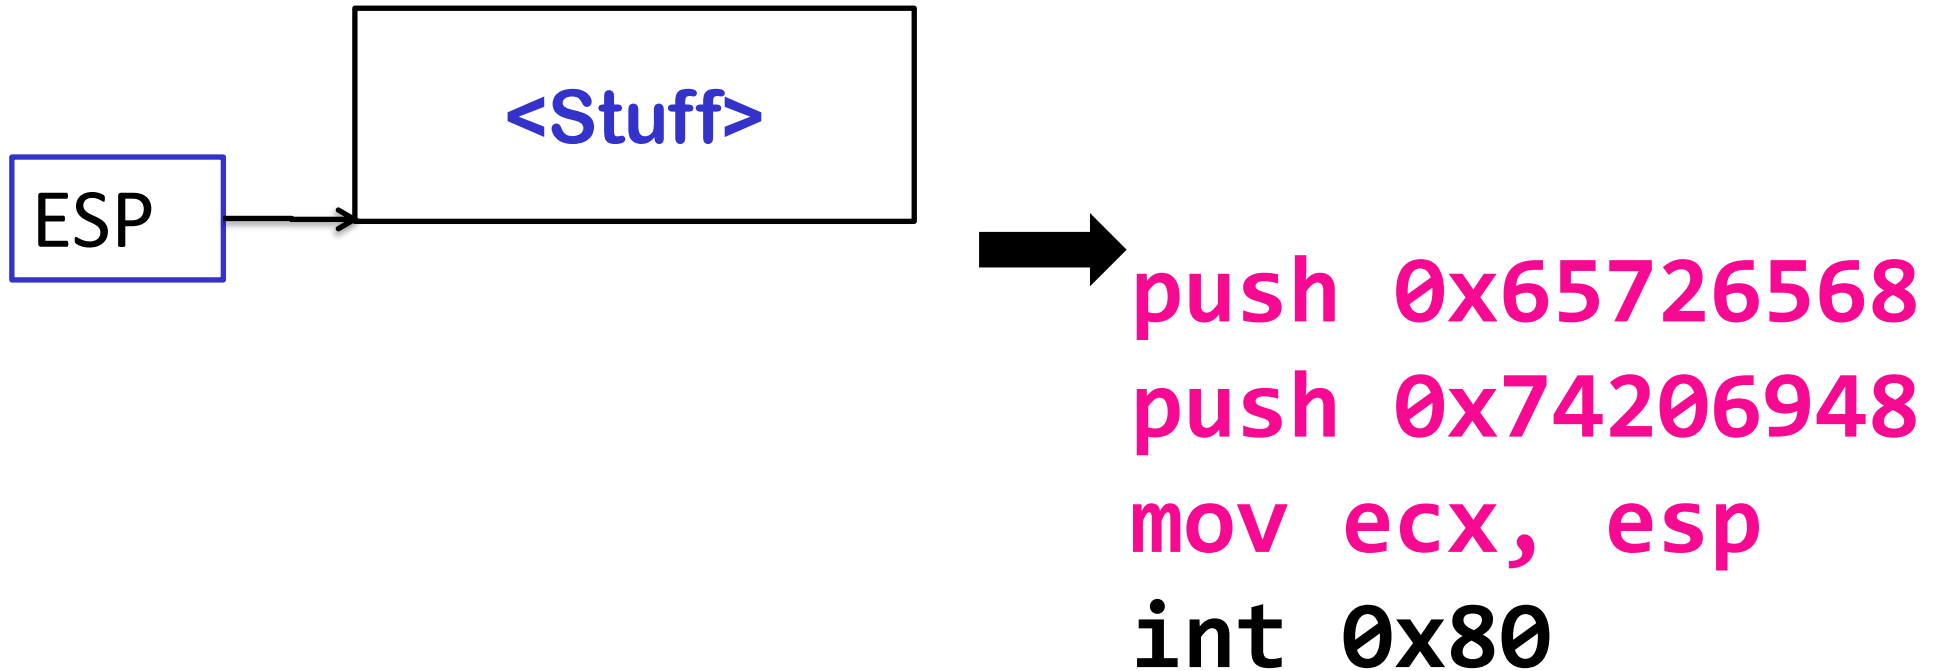 <Stuff>
ESP
push 0x65726568
push 0x74206948
mov ecx, esp
int 0x80